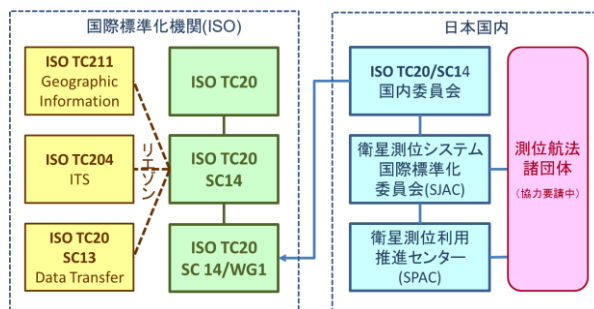 国際標準化機関(ISO)
ISO TC211
Geographic
Information
ISO TC204
ITS
ISO TC20
SC13
Data Transfer
リエゾン
ISO TC20
ISO TC20
SC14
ISO TC20
SC 14/WG1
日本国内
ISO TC20/SC14
国内委員会
衛星測位システム
国際標準化
委員会(SJAC)
衛星測位利用
推進センター
(SPAC)
測位航法
諸団体
(協力要請中)